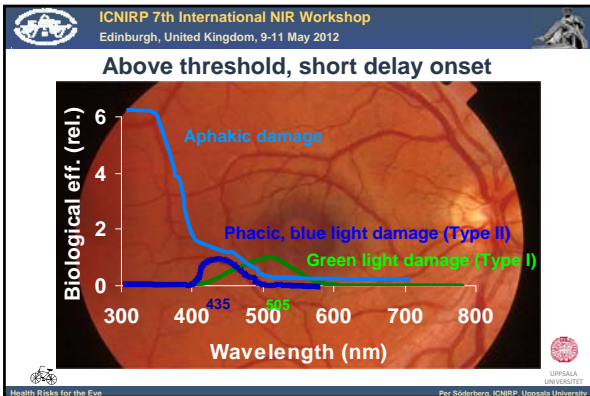 ICNIRP 7th International NIR Workshop
Edinburgh, United Kingdom, 9-11 May 2012
Above threshold, short delay onset
Biological eff. (rel.)
6
4
2
0
Aphakic damage
Phacic, blue light damage (Type II)
Green light damage (Type I)
435
505
300
400
500
600
700
800
Wavelength (nm)
UPPSALA
UNIVERSITET
Health Risks for the Eye
Per Söderberg, ICNIRP, Uppsala University